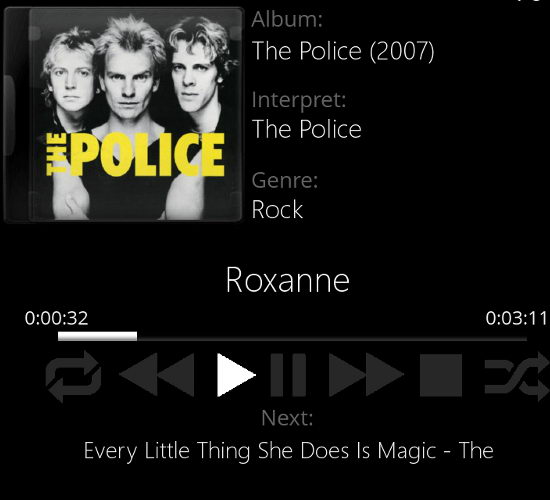 Album:
The Police (2007)
Interpret:
The Police
Genre:
Rock
THE POLICE
Roxanne
0:00:32
0:03:11
Next:
Every Little Thing She Does Is Magic - The